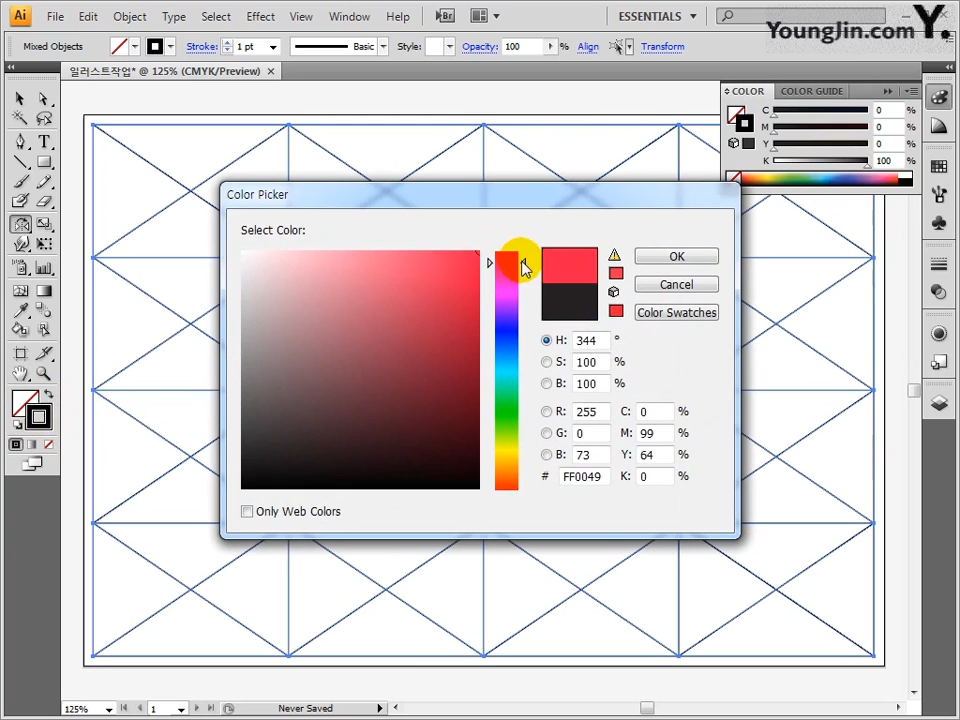 Ai File Edit Object Type Select Effect View Window Help Br ESSENTIALS
YoungJin.com Y.
Mixed Objects Stroke: 1 pt Basic Style: Opacity: 100 % Align Transform
일러스트작업* @ 125% (CMYK/Preview) ×
COLOR COLOR GUIDE
C 0 %
M 0 %
Y 0 %
K 100 %
Color Picker
Select Color:
OK
Cancel
Color Swatches
H: 344 °
S: 100 %
B: 100 %
R: 255 C: 0 %
G: 0 M: 99 %
B: 73 Y: 64 %
# FF0049 K: 0 %
Only Web Colors
125% 1 Never Saved